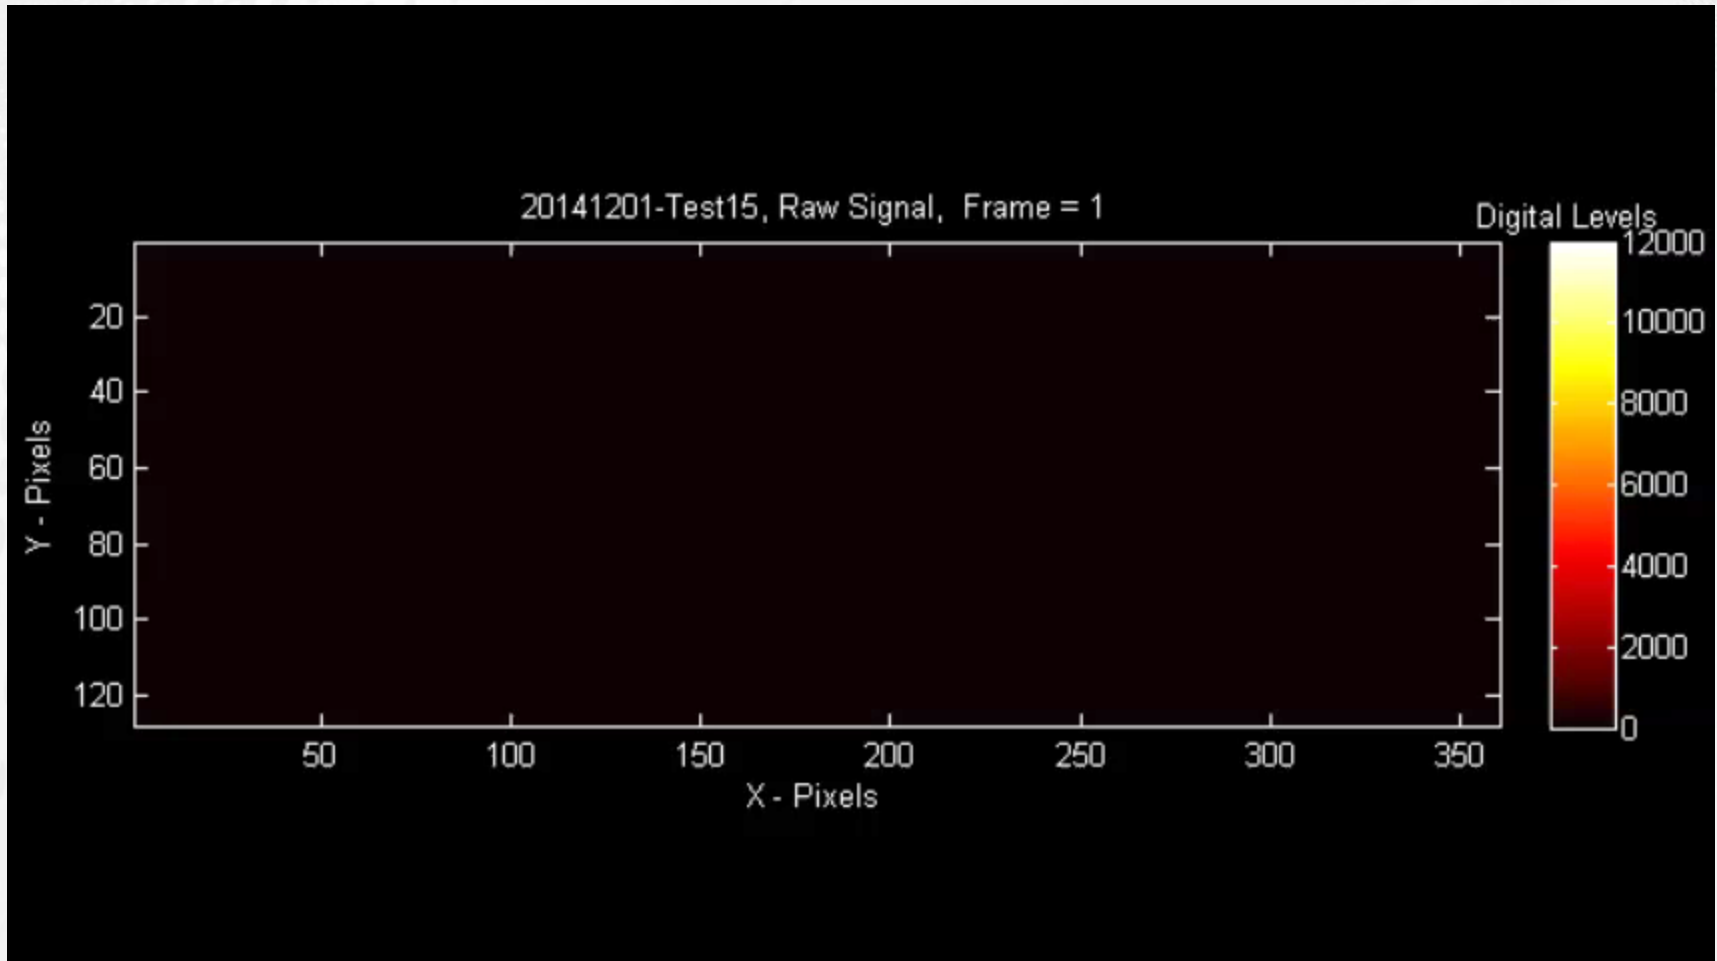 20141201-Test15, Raw Signal, Frame = 1
Digital Levels
12000
10000
8000
6000
4000
2000
0
Y - Pixels
20
40
60
80
100
120
50 100 150 200 250 300 350
X - Pixels